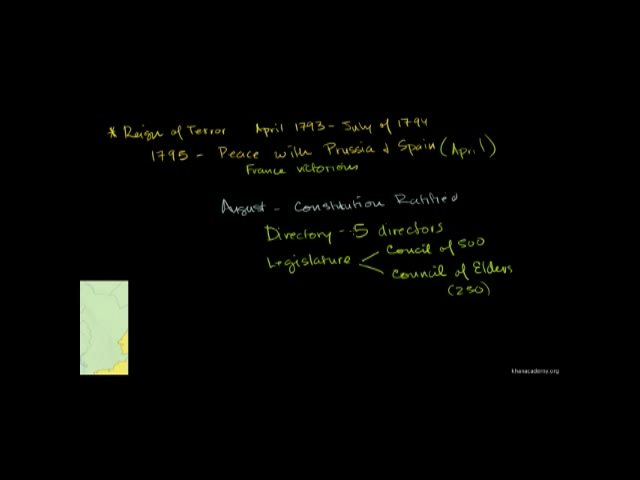 * Reign of Terror April 1793 - July of 1794
1795 - Peace with Prussia & Spain (April)
France victorious
August - Constitution Ratified
Directory - 5 directors
Legislature
Concil of 500
Council of Elders
(250)
khanacademy.org